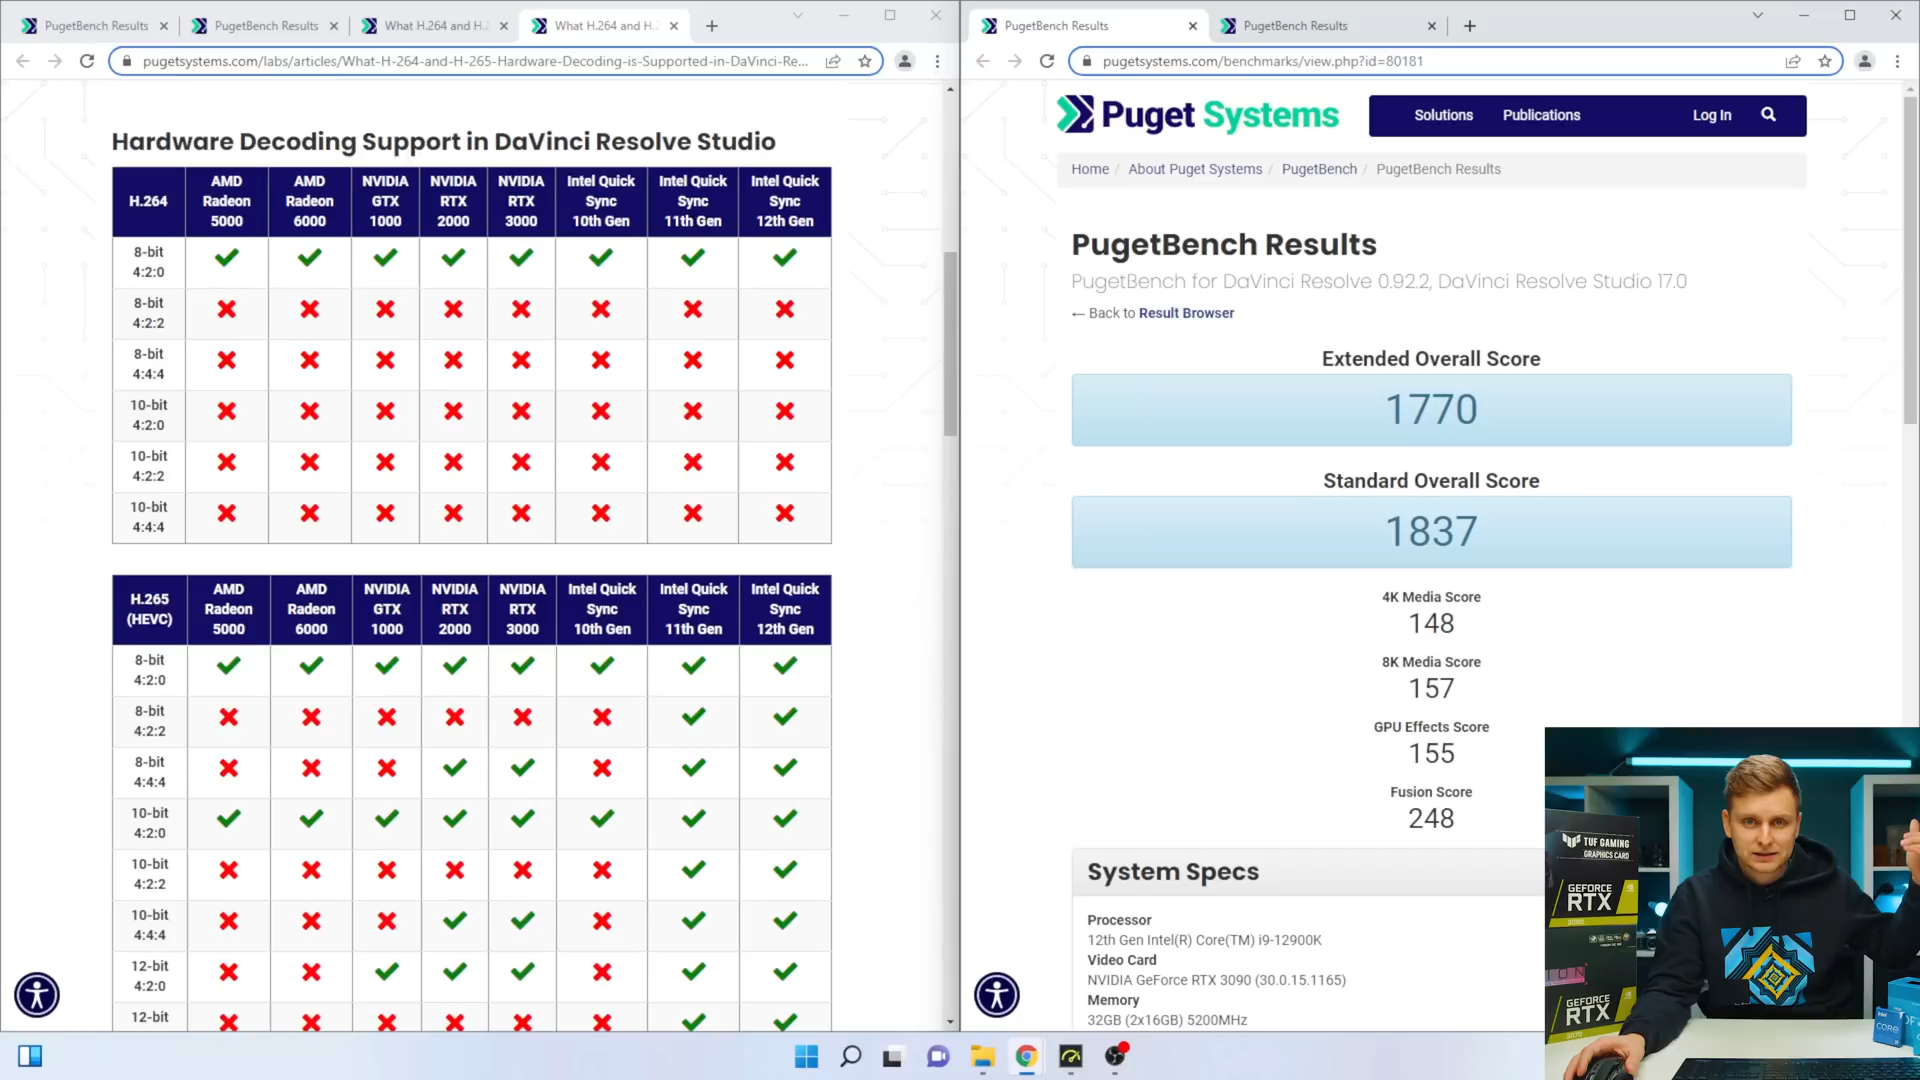 PugetBench Results
PugetBench Results
What H.264 and H.2
What H.264 and H.2
pugetsystems.com/labs/articles/What-H-264-and-H-265-Hardware-Decoding-is-Supported-in-DaVinci-Re...
Hardware Decoding Support in DaVinci Resolve Studio
H.264 AMD Radeon 5000 AMD Radeon 6000 NVIDIA GTX 1000 NVIDIA RTX 2000 NVIDIA RTX 3000 Intel Quick Sync 10th Gen Intel Quick Sync 11th Gen Intel Quick Sync 12th Gen
8-bit
4:2:0
8-bit
4:2:2
8-bit
4:4:4
10-bit
4:2:0
10-bit
4:2:2
10-bit
4:4:4
H.265 (HEVC) AMD Radeon 5000 AMD Radeon 6000 NVIDIA GTX 1000 NVIDIA RTX 2000 NVIDIA RTX 3000 Intel Quick Sync 10th Gen Intel Quick Sync 11th Gen Intel Quick Sync 12th Gen
8-bit
4:2:0
8-bit
4:2:2
8-bit
4:4:4
10-bit
4:2:0
10-bit
4:2:2
10-bit
4:4:4
12-bit
4:2:0
12-bit
PugetBench Results
PugetBench Results
pugetsystems.com/benchmarks/view.php?id=80181
Puget Systems
Solutions Publications Log In
Home / About Puget Systems / PugetBench / PugetBench Results
PugetBench Results
PugetBench for DaVinci Resolve 0.92.2, DaVinci Resolve Studio 17.0
← Back to Result Browser
Extended Overall Score
1770
Standard Overall Score
1837
4K Media Score
148
8K Media Score
157
GPU Effects Score
155
Fusion Score
248
System Specs
Processor
12th Gen Intel(R) Core(TM) i9-12900K
Video Card
NVIDIA GeForce RTX 3090 (30.0.15.1165)
Memory
32GB (2x16GB) 5200MHz
TUF GAMING
GRAPHICS CARD
GEFORCE
RTX
GEFORCE
RTX
intel
CORE